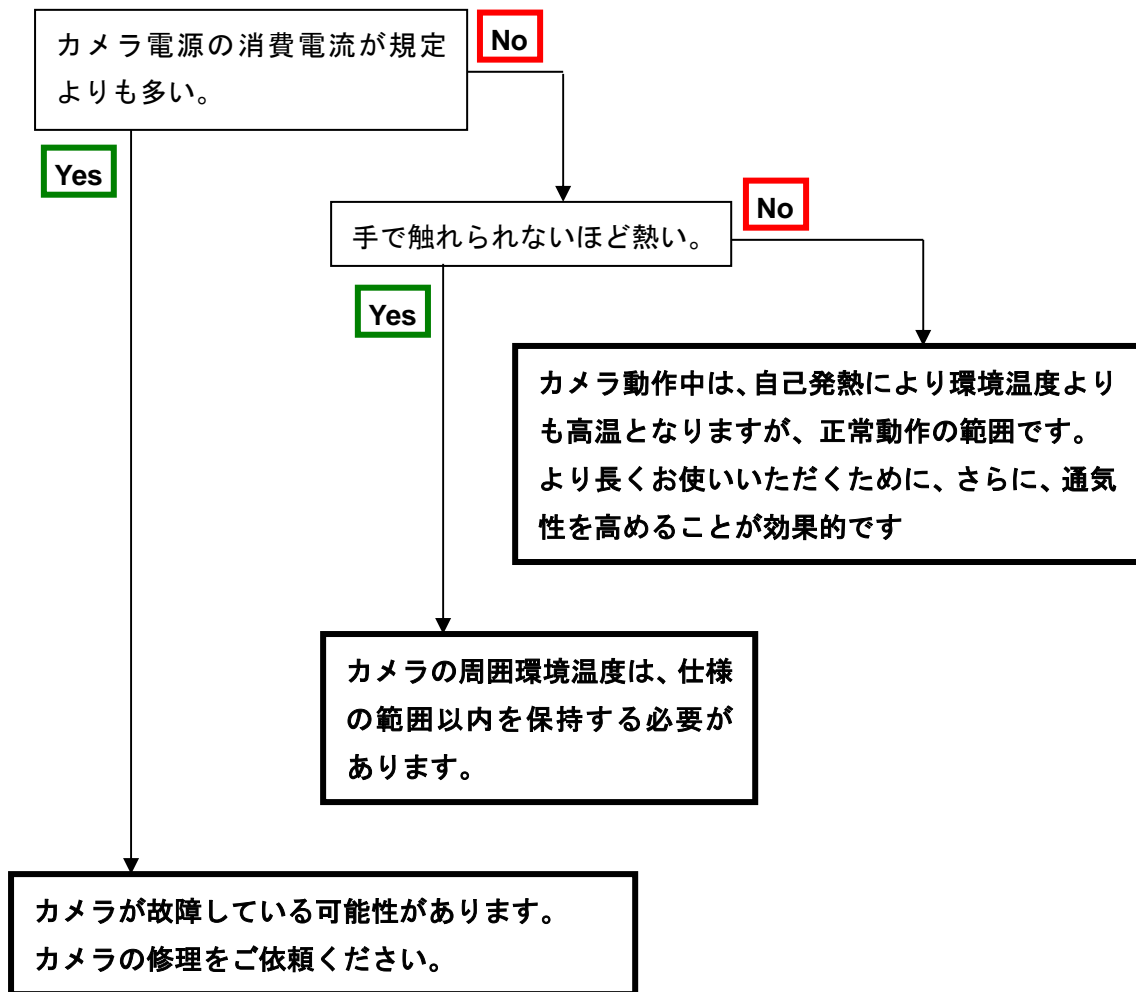 カメラ電源の消費電流が規定
よりも多い。
No
Yes
手で触れられないほど熱い。
No
Yes
カメラ動作中は、自己発熱により環境温度より
も高温となりますが、正常動作の範囲です。
より長くお使いいただくために、さらに、通気
性を高めることが効果的です
カメラの周囲環境温度は、仕様
の範囲以内を保持する必要が
あります。
カメラが故障している可能性があります。
カメラの修理をご依頼ください。